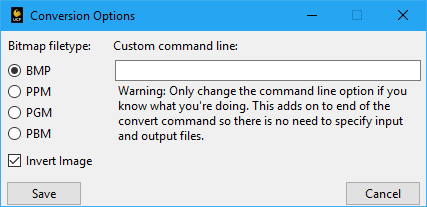 UCF
Conversion Options
Bitmap filetype:
Custom command line:
BMP
PPM
PGM
PBM
Warning: Only change the command line option if you
know what you're doing. This adds on to end of the
convert command so there is no need to specify input
and output files.
Invert Image
Save
Cancel